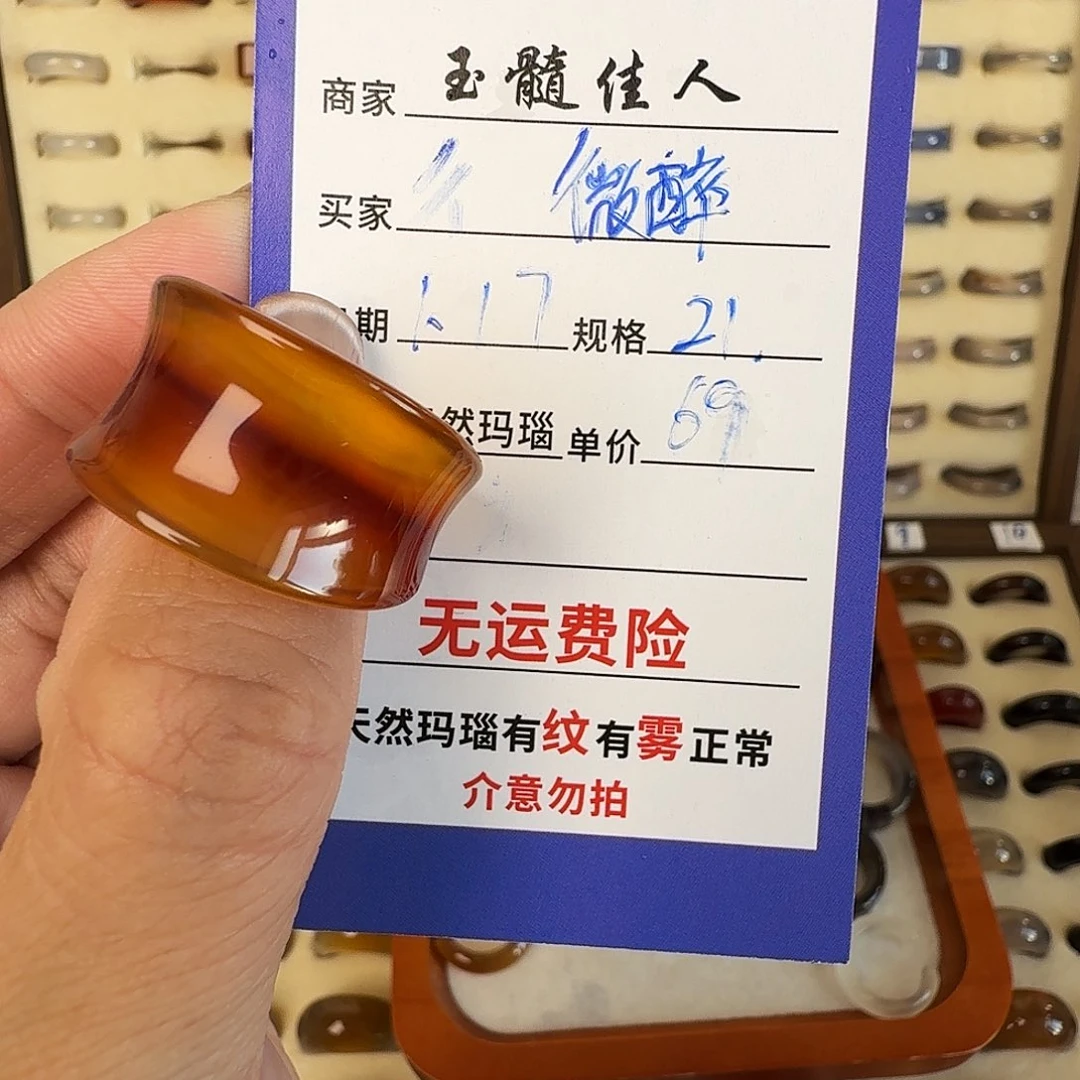 商家 玉髓佳人
买家 微醉
期 1.17 规格 21.
然玛瑙 单价 69
无运费险
天然玛瑙有纹有雾正常
介意勿拍